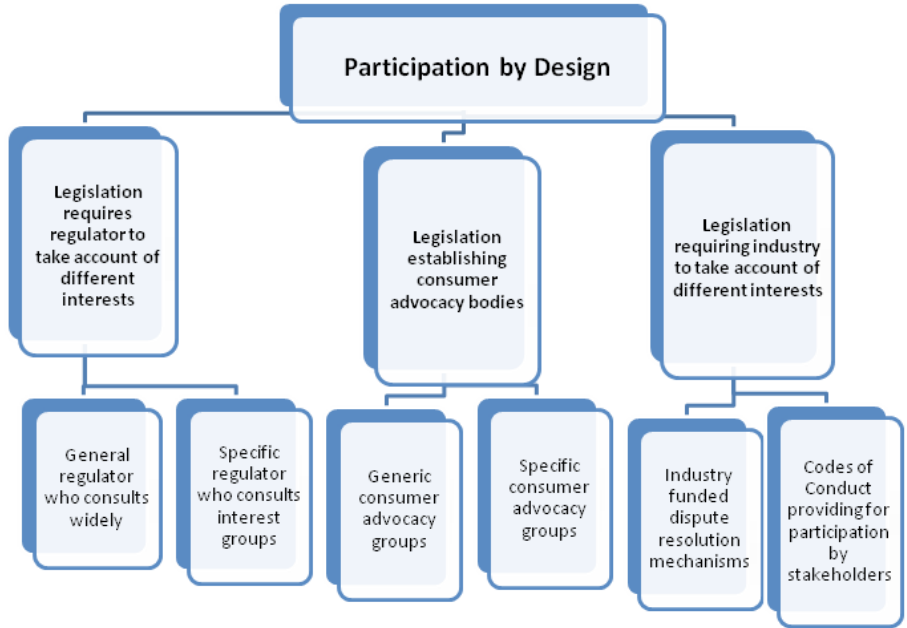 Participation by Design
Legislation
requires
regulator to
take account of
different
interests
Legislation
establishing
consumer
advocacy bodies
Legislation
requiring industry
to take account of
different interests
General
regulator
who consults
widely
Specific
regulator
who consults
interest
groups
Generic
consumer
advocacy
groups
Specific
consumer
advocacy
groups
Industry
funded
dispute
resolution
mechanisms
Codes of
Conduct
providing for
participation
by
stakeholders